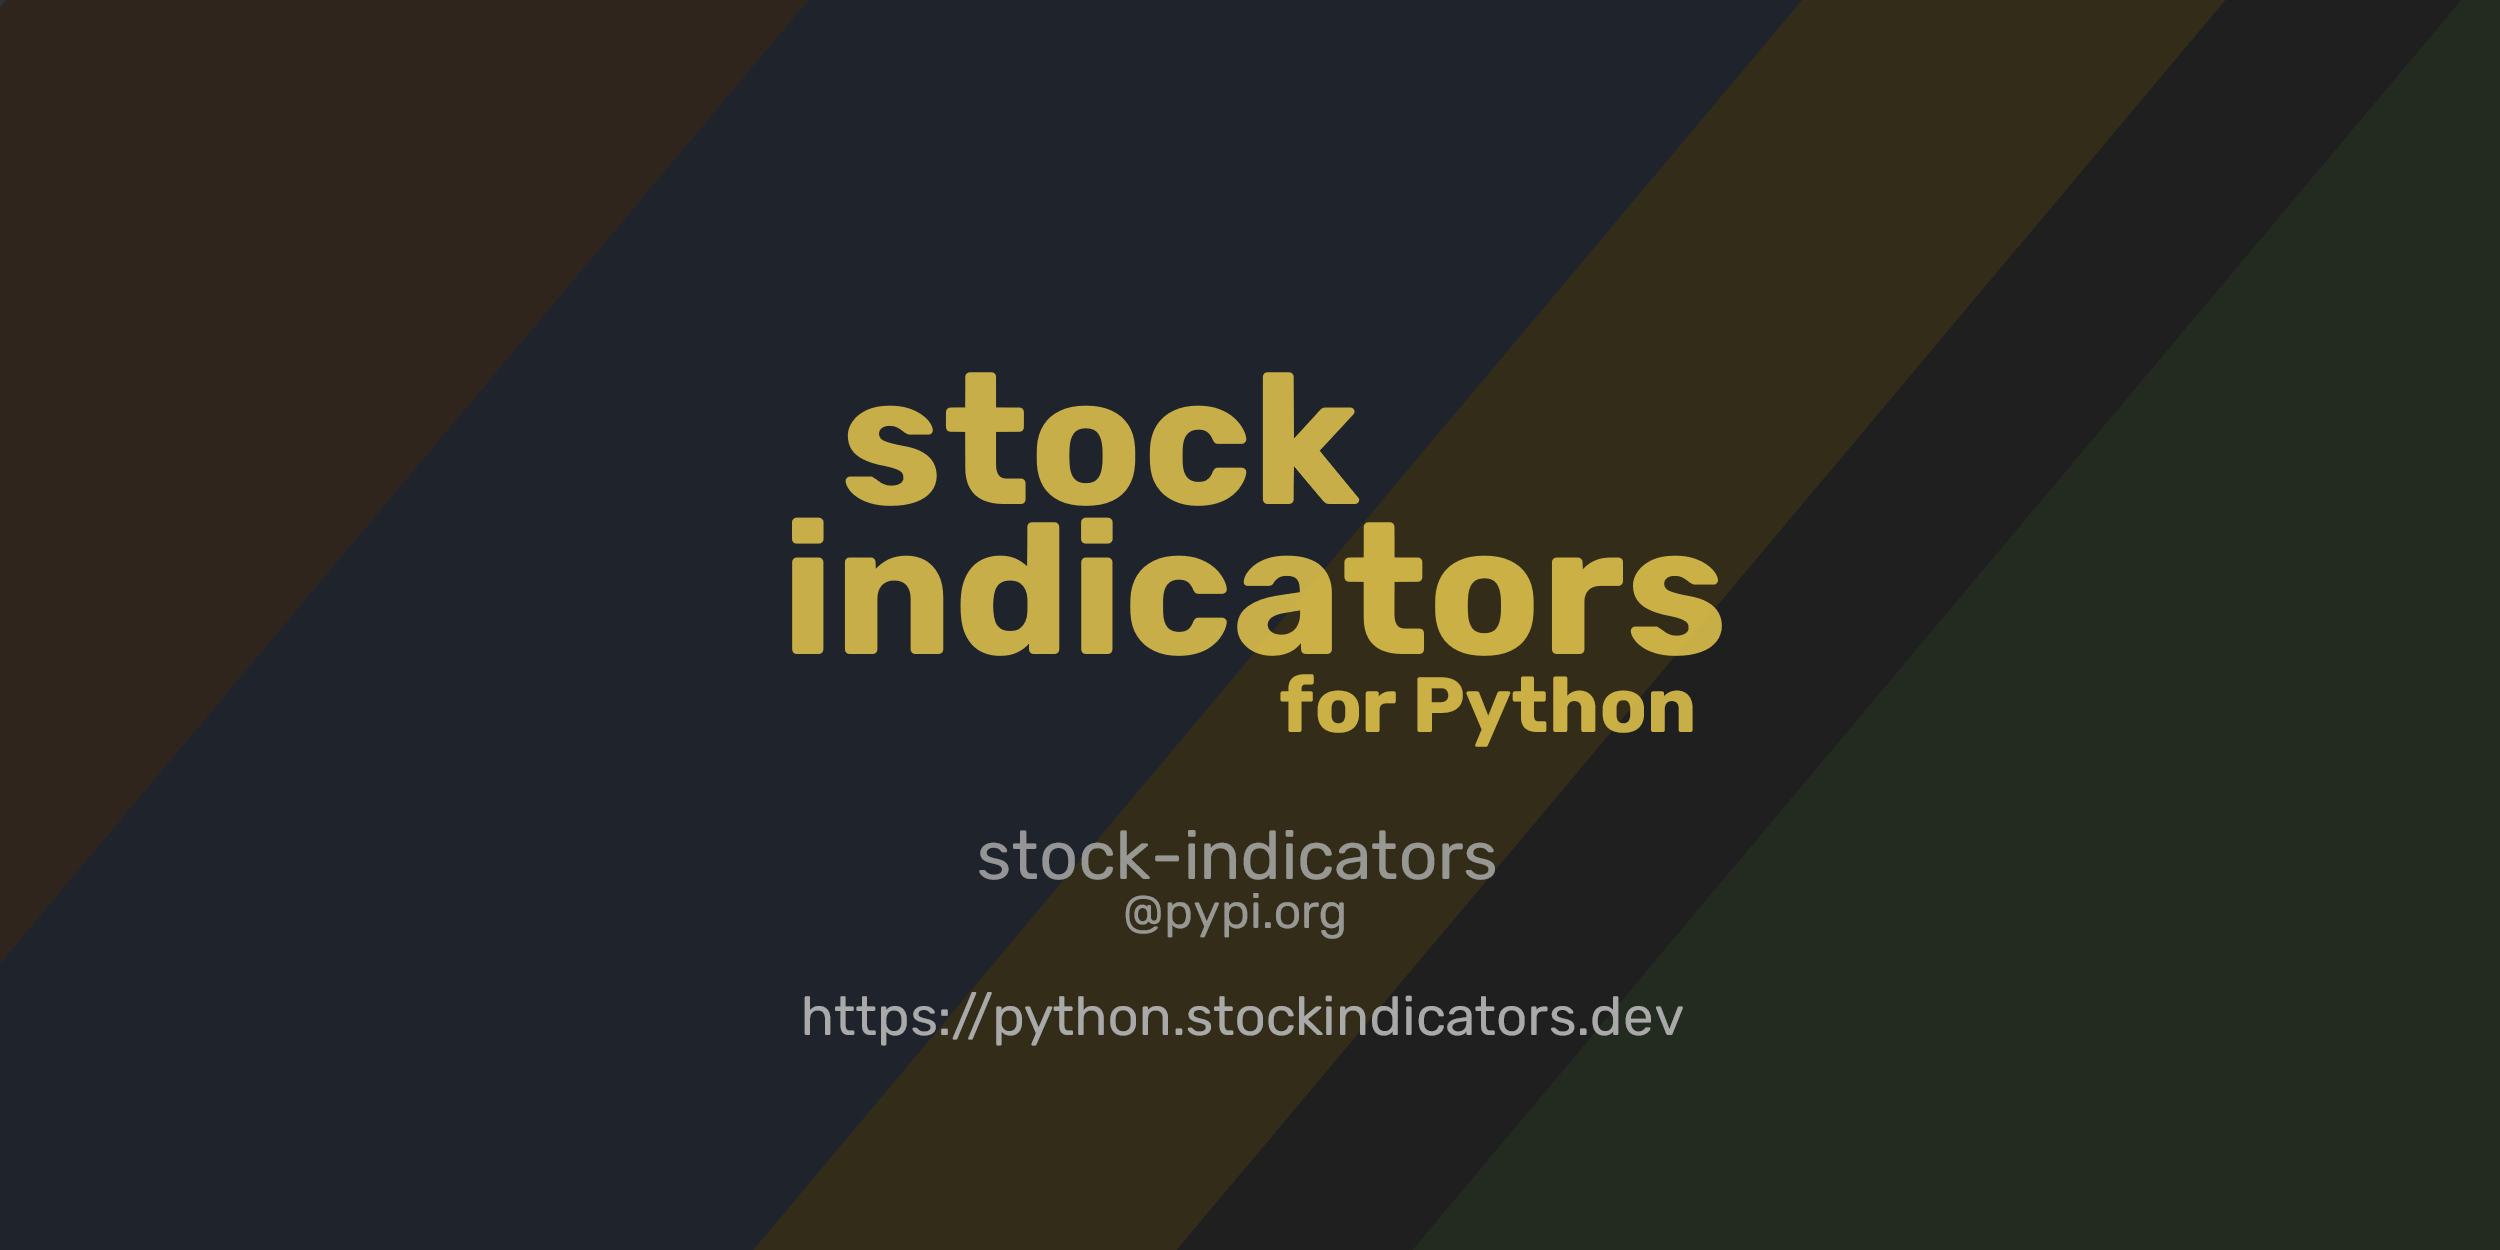 stock
indicators
for Python
stock-indicators
@pypi.org
https://python.stockindicators.dev